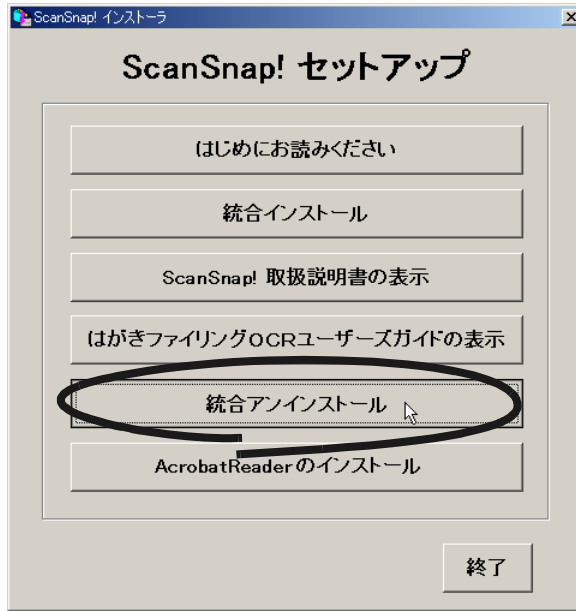 ScanSnap! インストーラ
ScanSnap! セットアップ
はじめにお読みください
統合インストール
ScanSnap! 取扱説明書の表示
はがきファイリングOCRユーザーズガイドの表示
統合アンインストール
AcrobatReaderのインストール
終了